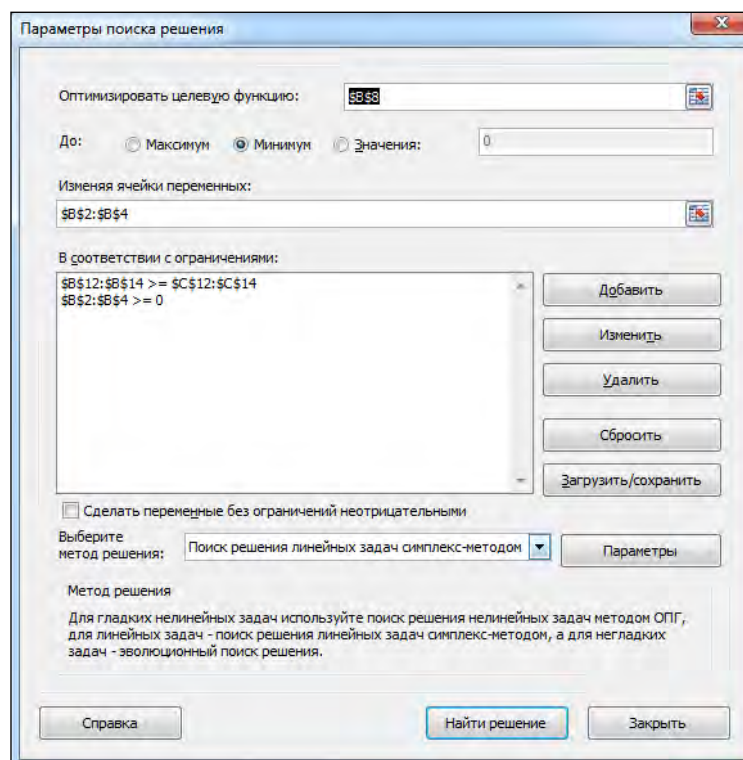 Параметры поиска решения
Оптимизировать целевую функцию: $B$8
До: Максимум Минимум Значения: 0
Изменяя ячейки переменных:
$B$2:$B$4
В соответствии с ограничениями:
$B$12:$B$14 >= $C$12:$C$14
$B$2:$B$4 >= 0
Добавить
Изменить
Удалить
Сбросить
Загрузить/сохранить
Сделать переменные без ограничений неотрицательными
Выберите
метод решения: Поиск решения линейных задач симплекс-методом Параметры
Метод решения
Для гладких нелинейных задач используйте поиск решения нелинейных задач методом ОПГ,
для линейных задач - поиск решения линейных задач симплекс-методом, а для негладких
задач - эволюционный поиск решения.
Справка Найти решение Закрыть